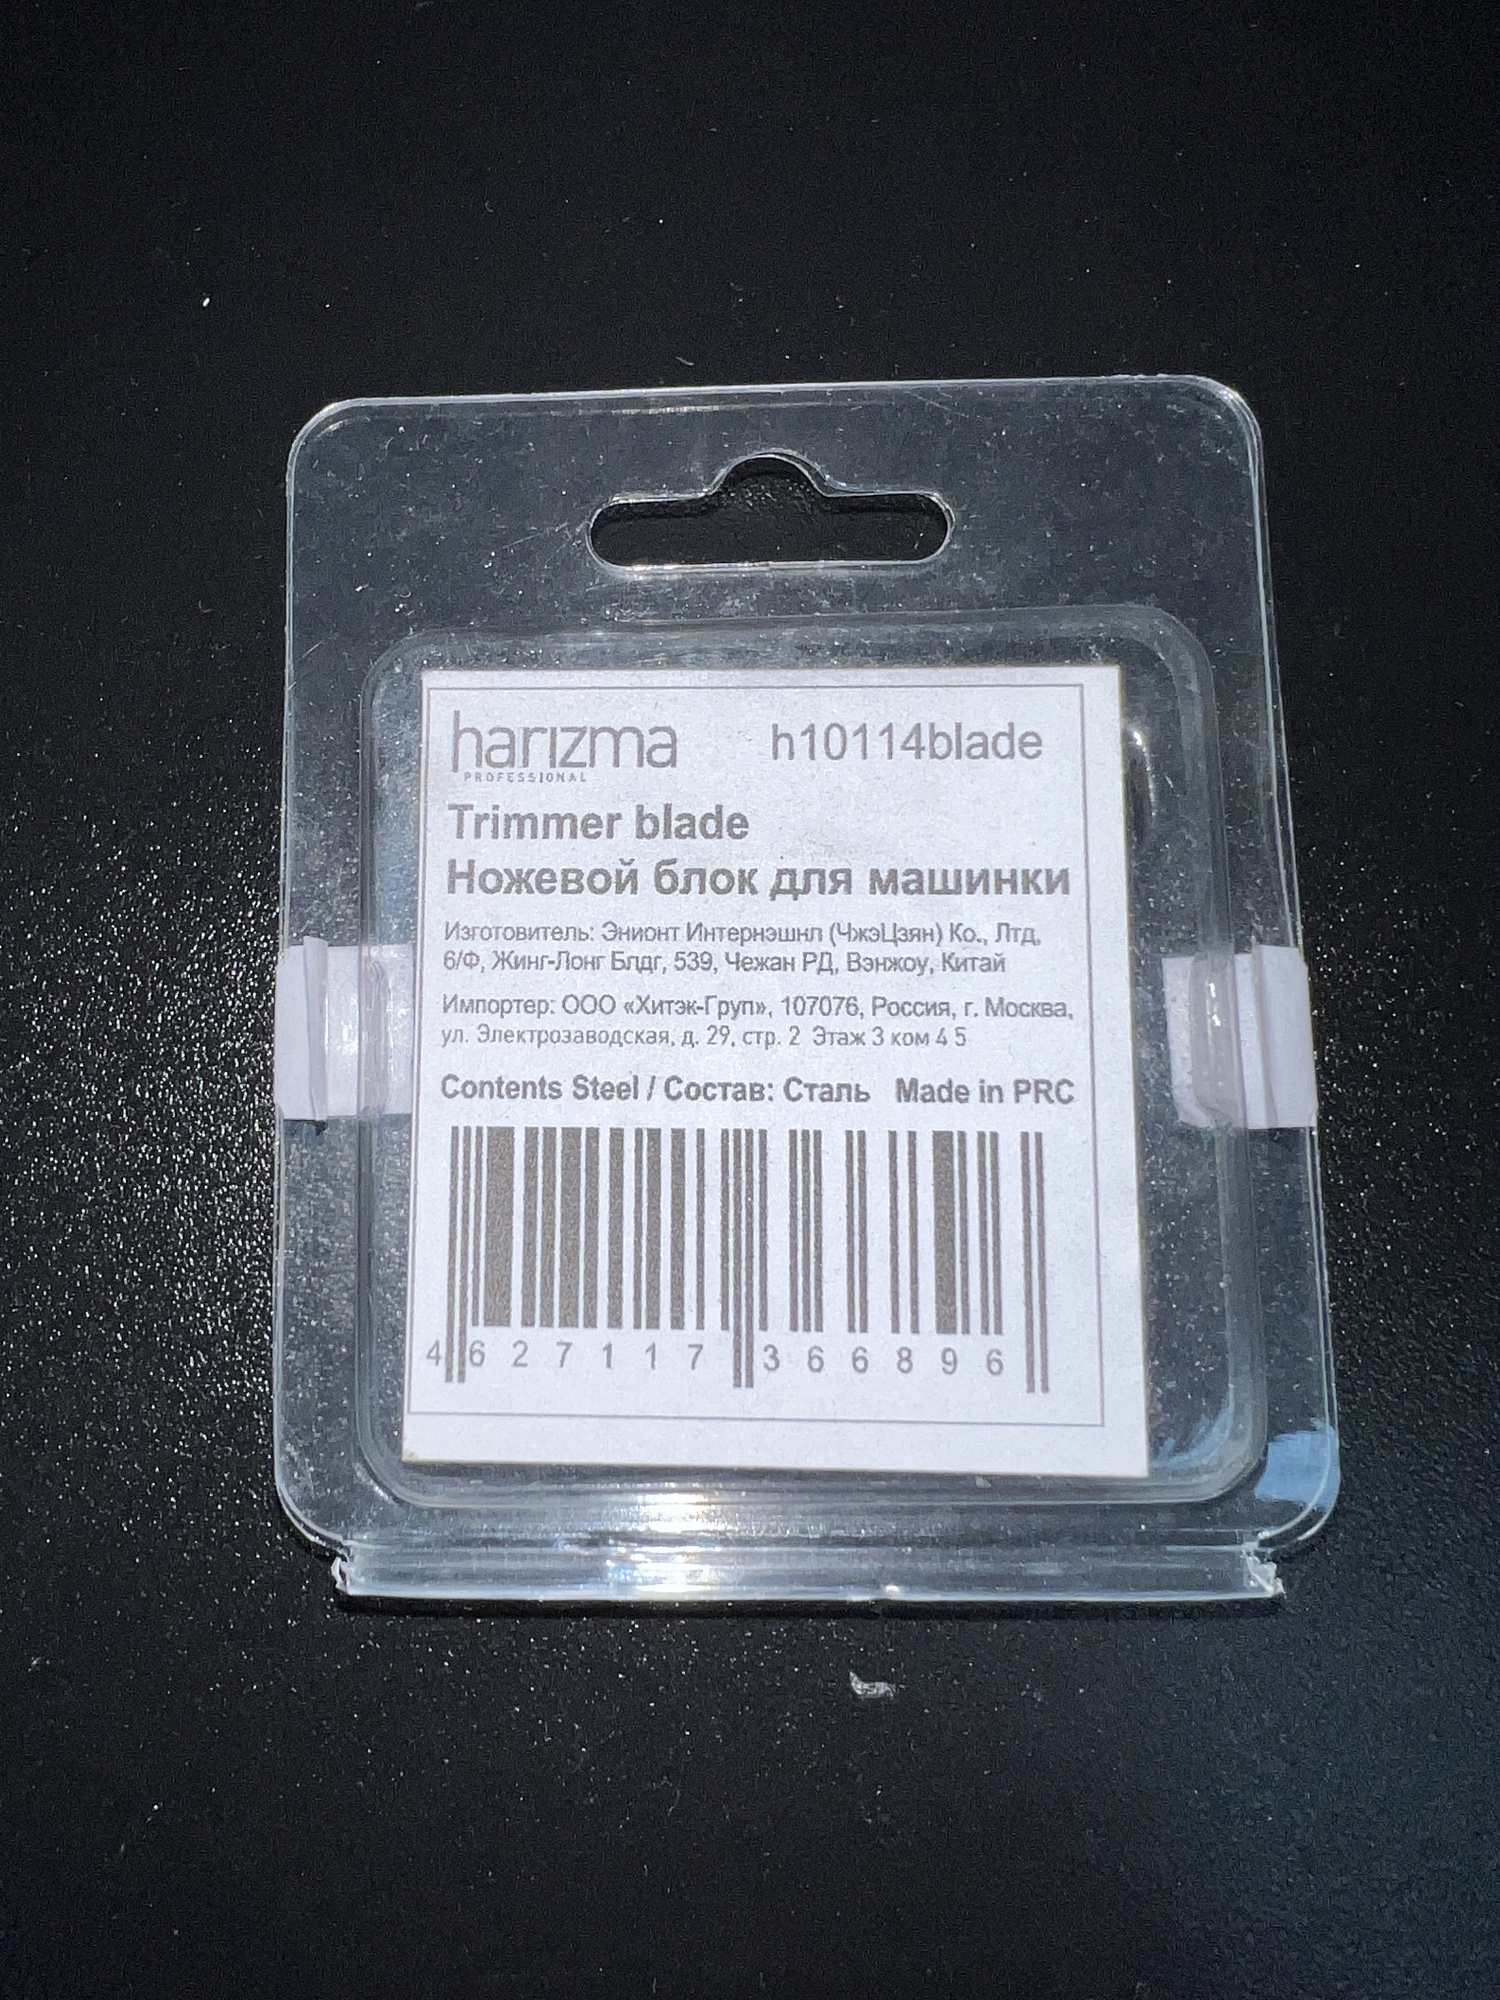 harizma h10114blade
PROFESSIONAL
Trimmer blade
Ножевой блок для машинки
Изготовитель: Энионт Интернэшнл (ЧжэЦзян) Ко., Лтд,
6/Ф, Жинг-Лонг Блдг, 539, Чежан РД, Вэнжоу, Китай
Импортер: ООО «Хитэк-Груп», 107076, Россия, г. Москва,
ул. Электрозаводская, д. 29, стр. 2 Этаж 3 ком 4 5
Contents Steel / Состав: Сталь Made in PRC
4 627117 366896